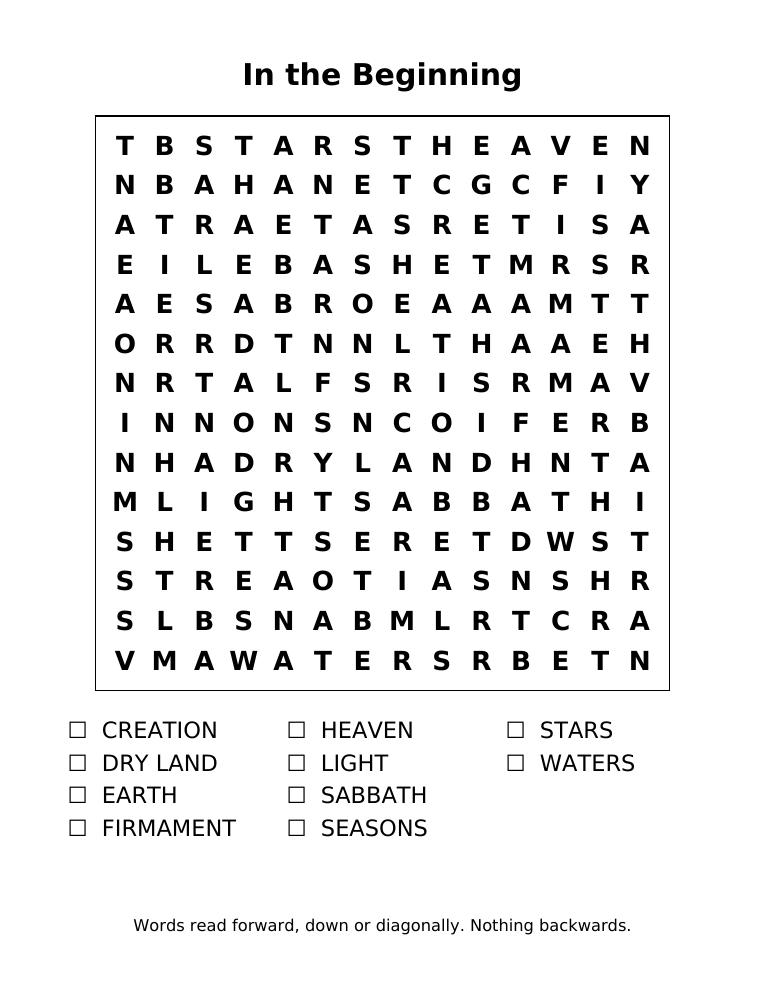 In the Beginning
T B S T A R S T H E A V E N
N B A H A N E T C G C F I Y
A T R A E T A S R E T I S A
E I L E B A S H E T M R S R
A E S A B R O E A A A M T T
O R R D T N N L T H A A E H
N R T A L F S R I S R M A V
I N N O N S N C O I F E R B
N H A D R Y L A N D H N T A
M L I G H T S A B B A T H I
S H E T T S E R E T D W S T
S T R E A O T I A S N S H R
S L B S N A B M L R T C R A
V M A W A T E R S R B E T N
☐ CREATION ☐ HEAVEN ☐ STARS
☐ DRY LAND ☐ LIGHT ☐ WATERS
☐ EARTH ☐ SABBATH
☐ FIRMAMENT ☐ SEASONS
Words read forward, down or diagonally. Nothing backwards.